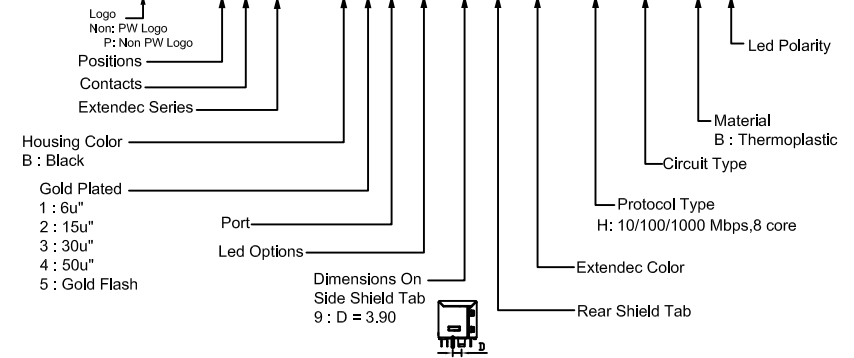 Logo
Non: PW Logo
P: Non PW Logo
Positions
Contacts
Extendec Series
Housing Color
B : Black
Gold Plated
1 : 6u"
2 : 15u"
3 : 30u"
4 : 50u"
5 : Gold Flash
Port
Led Options
Dimensions On
Side Shield Tab
9 : D = 3.90
D
Led Polarity
Material
B : Thermoplastic
Circuit Type
Protocol Type
H: 10/100/1000 Mbps,8 core
Extendec Color
Rear Shield Tab